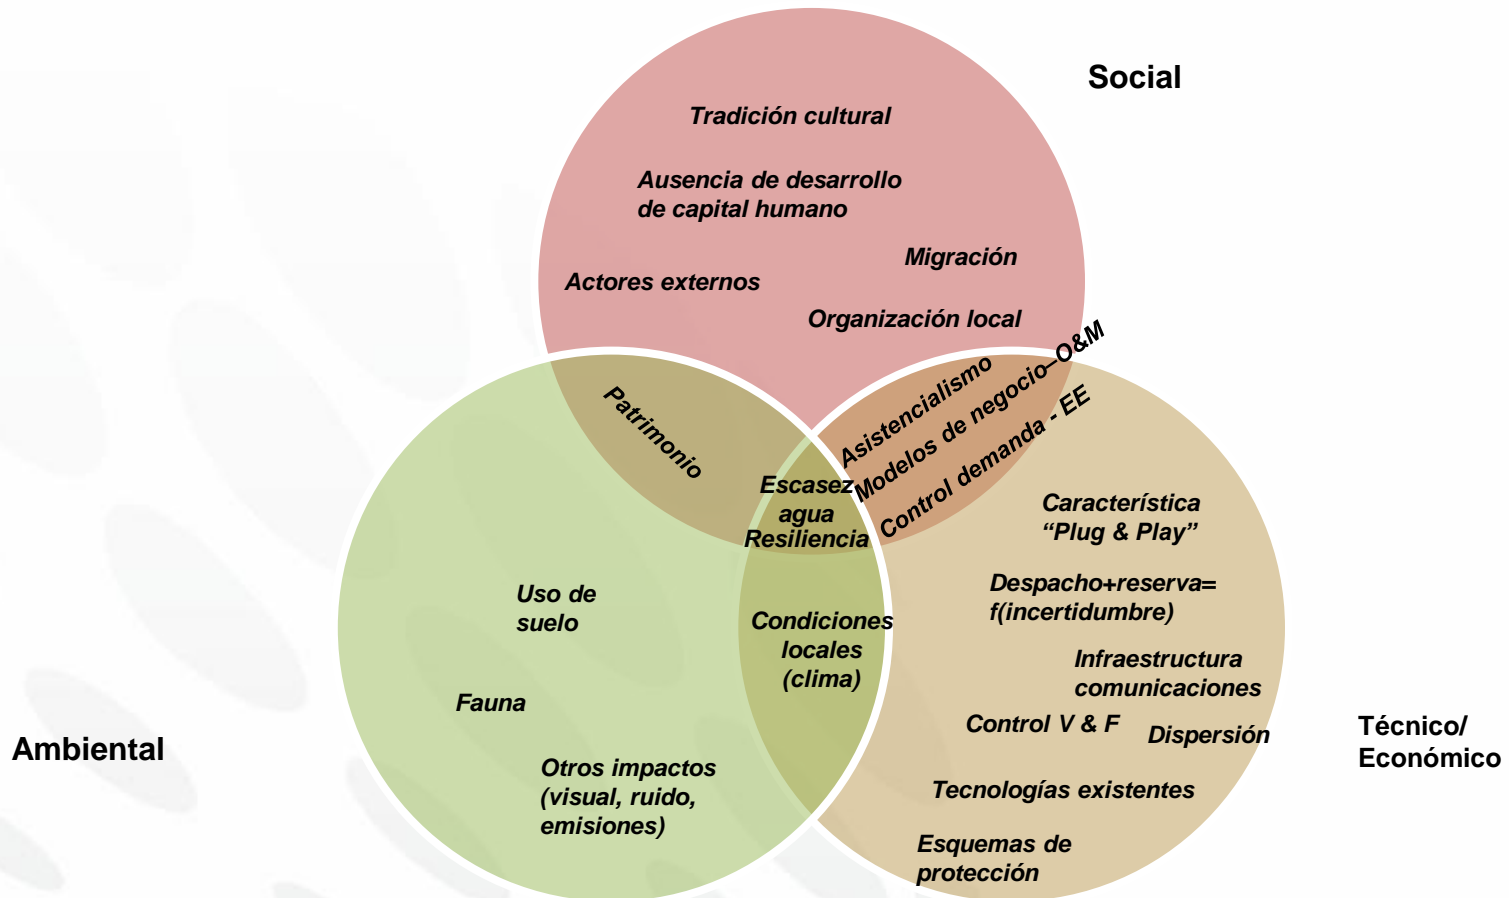 Social
Tradición cultural
Ausencia de desarrollo
de capital humano
Migración
Actores externos
Organización local
Patrimonio
Asistencialismo
Modelos de negocio–O&M
Control demanda - EE
Escasez
agua
Resiliencia
Característica
“Plug & Play”
Despacho+reserva=
f(incertidumbre)
Uso de
suelo
Condiciones
locales
(clima)
Infraestructura
comunicaciones
Fauna
Control V & F
Dispersión
Ambiental
Técnico/
Económico
Otros impactos
(visual, ruido,
emisiones)
Tecnologías existentes
Esquemas de
protección